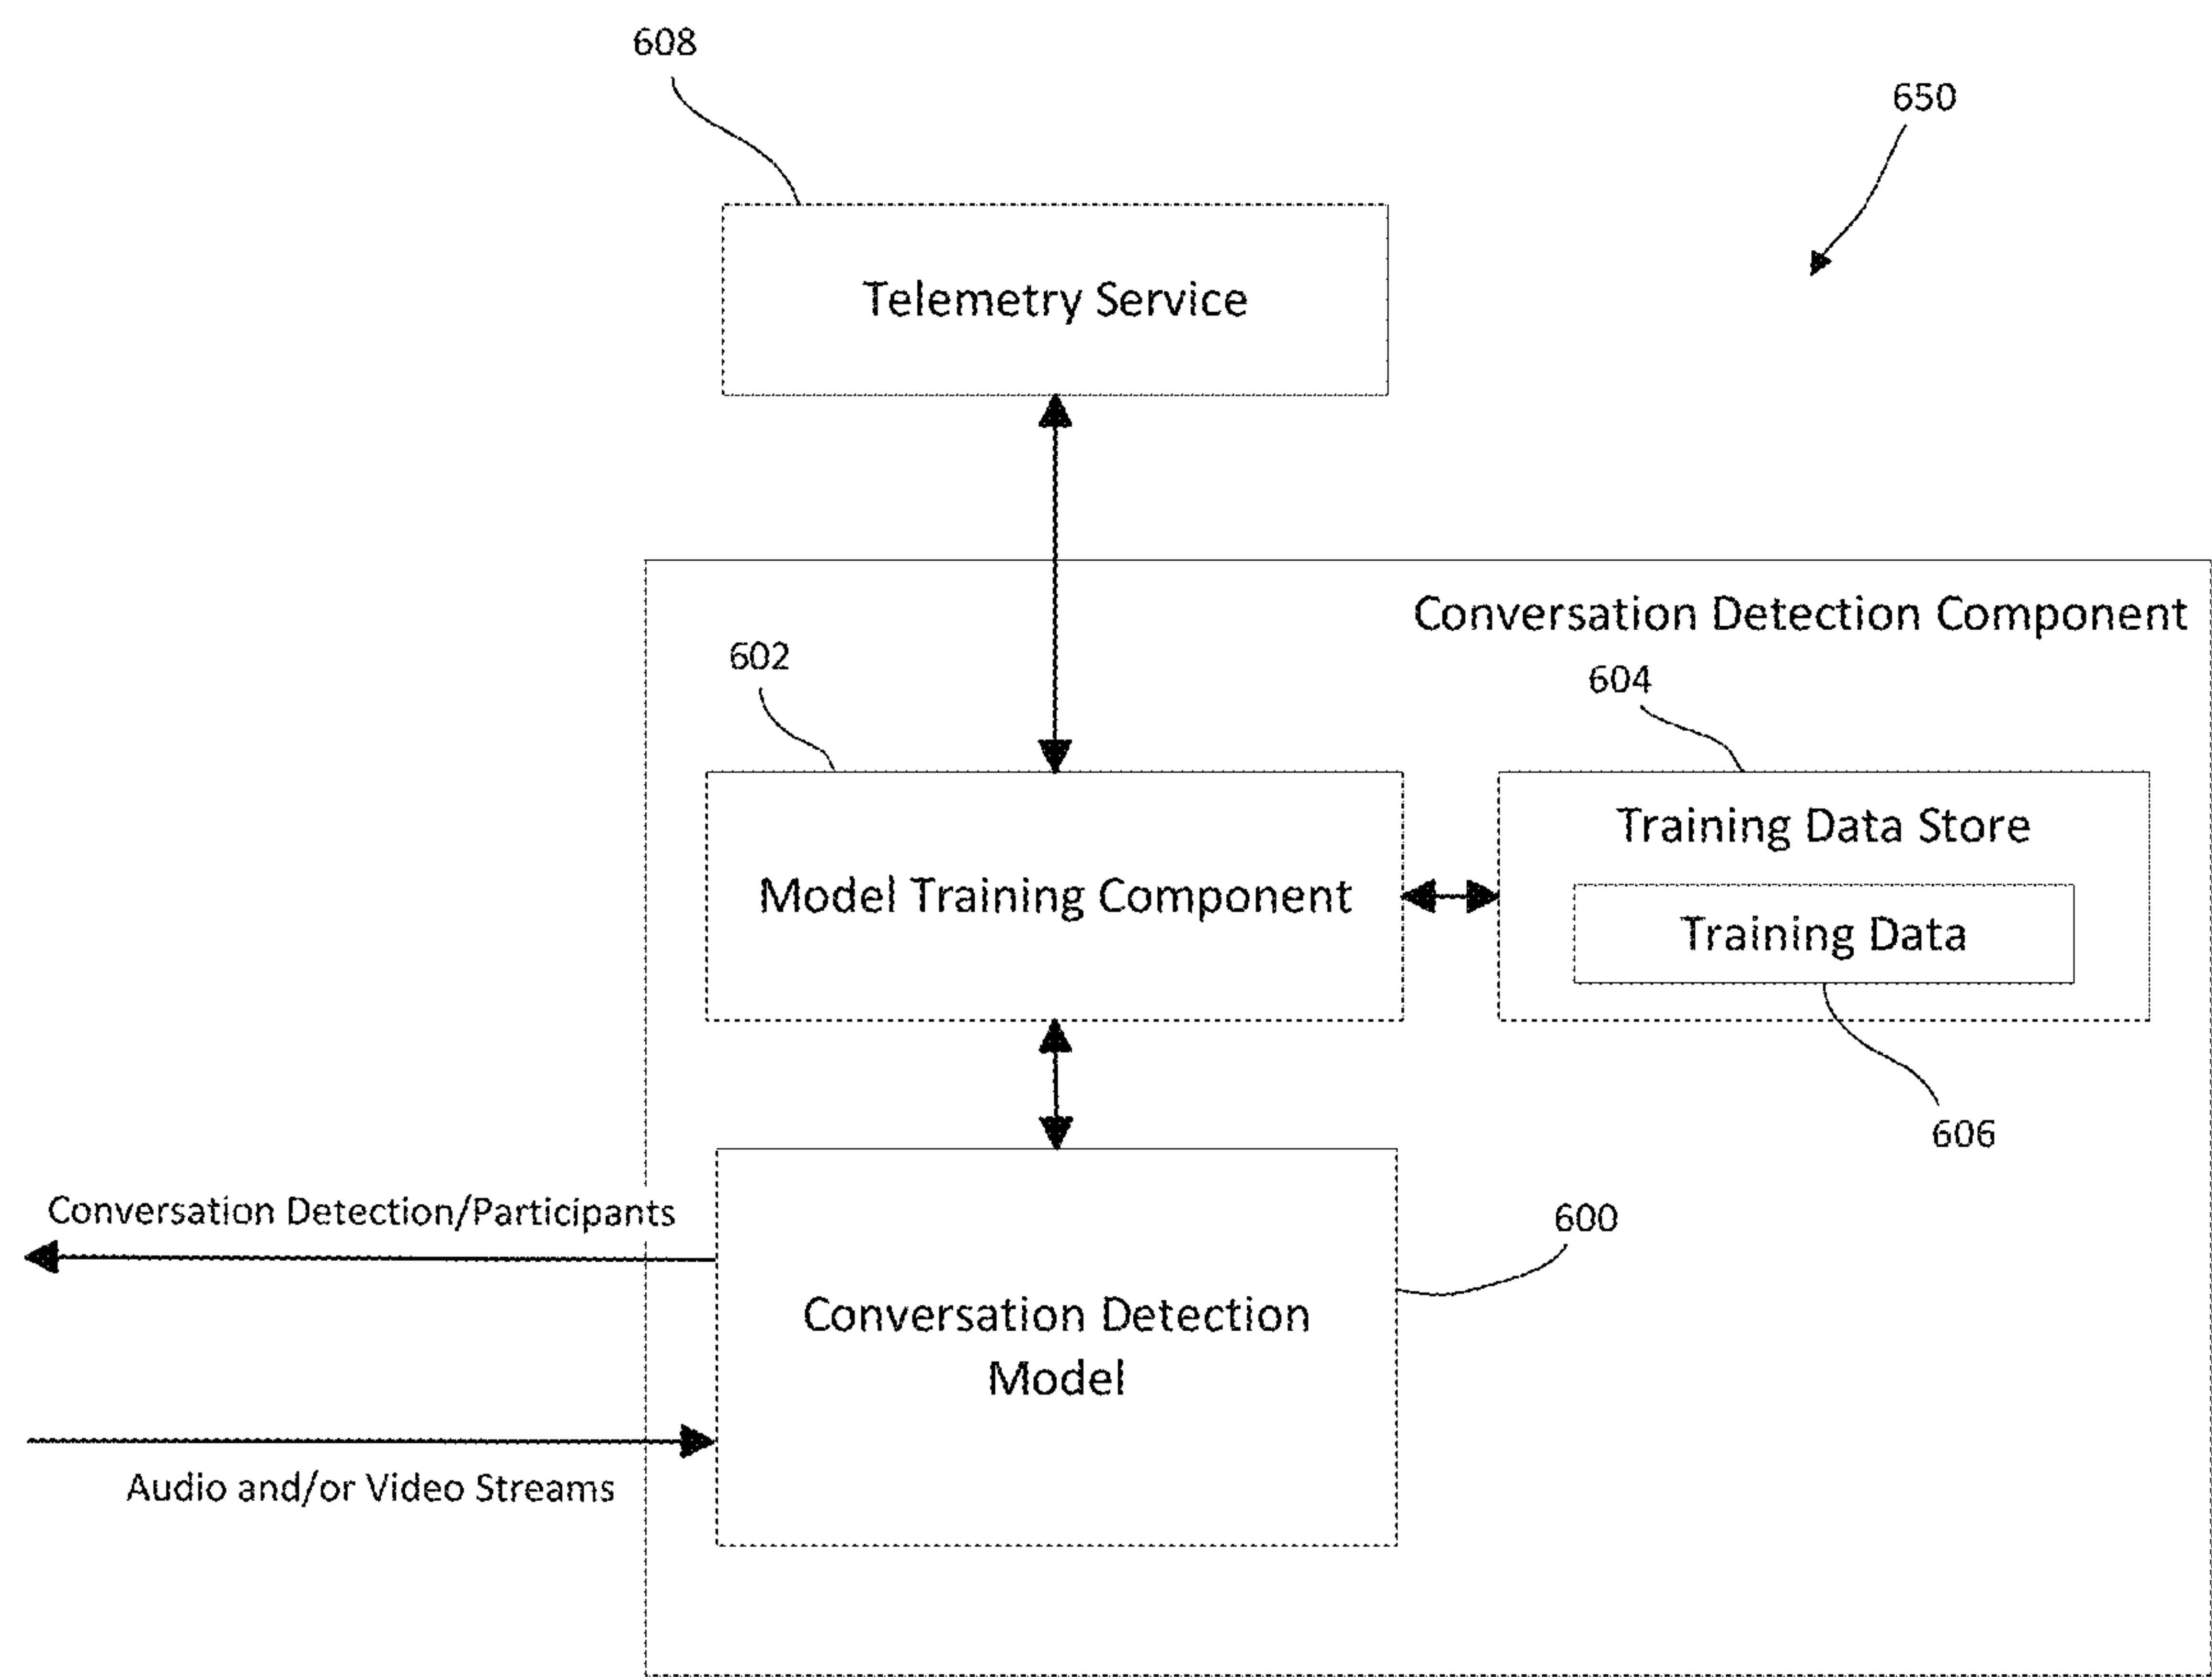 608
650
Telemetry Service
Conversation Detection Component
602
604
Training Data Store
Model Training Component
Training Data
606
Conversation Detection/Participants
600
Conversation Detection
Model
Audio and/or Video Streams